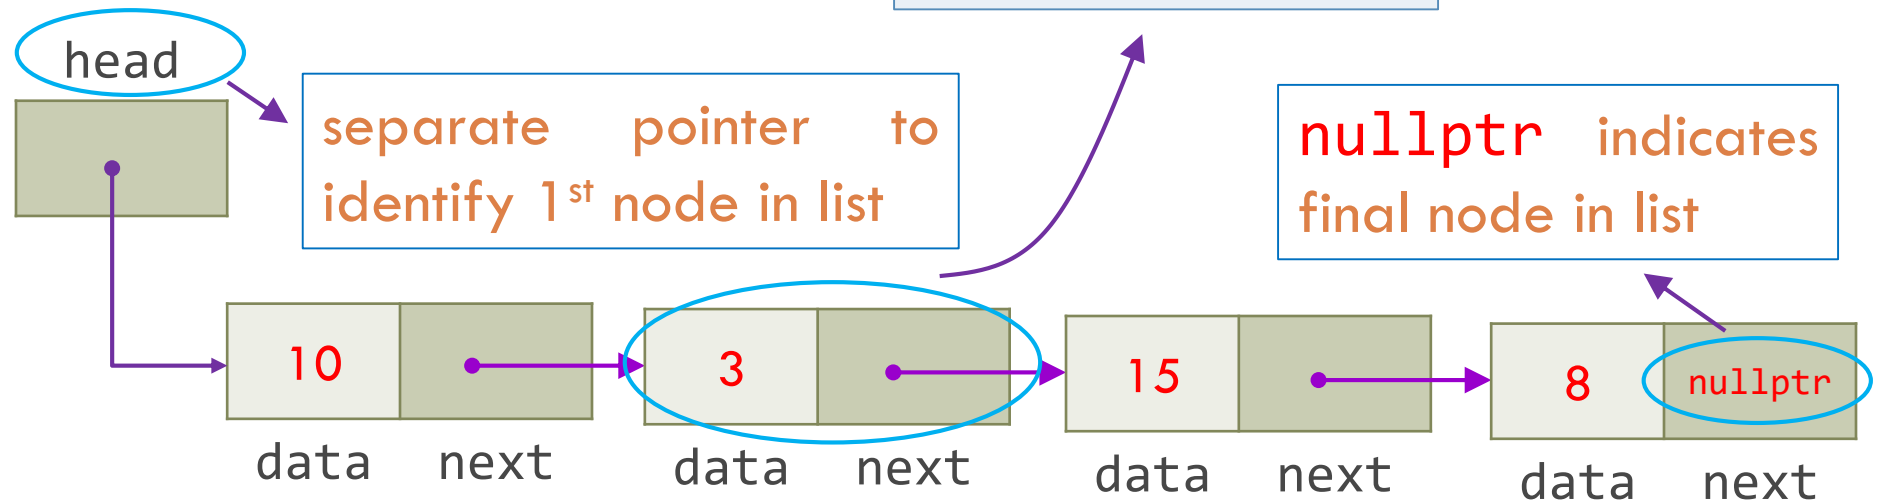 head
separate pointer to
identify 1st node in list
nullptr indicates
final node in list
10
3
15
8 nullptr
data next
data next
data next
data next